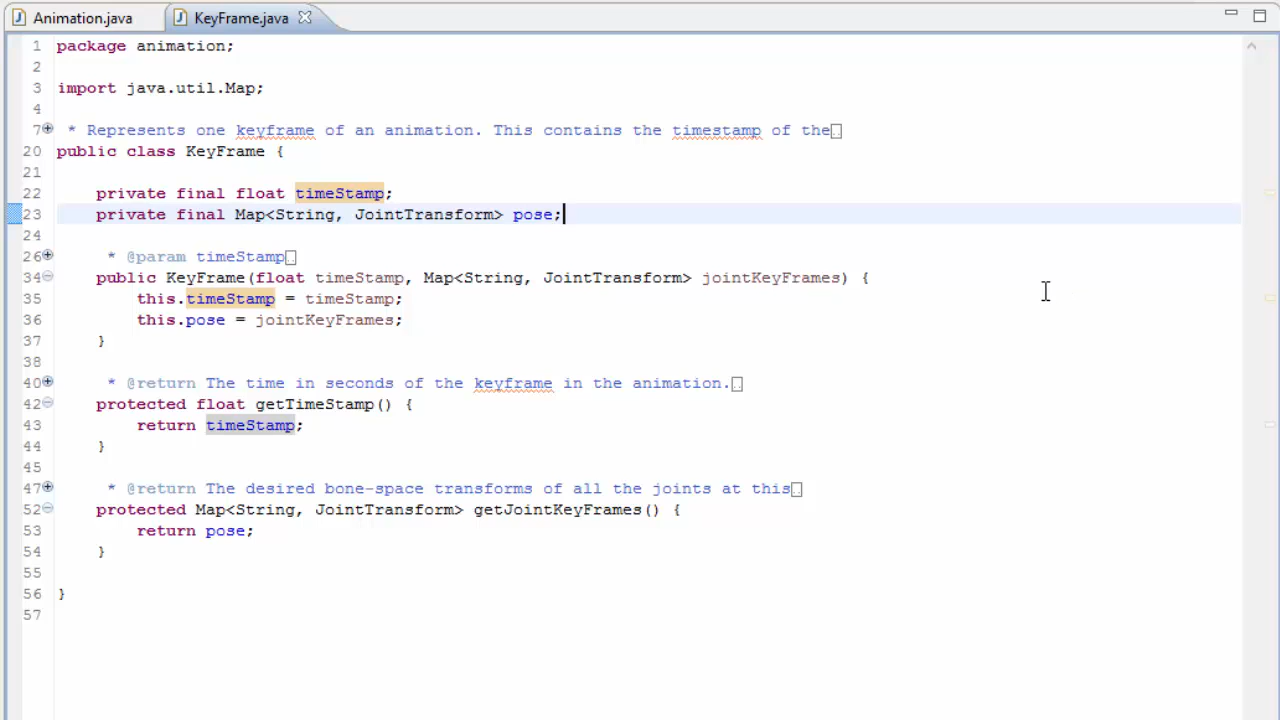 Animation.java KeyFrame.java
1 package animation;
2
3 import java.util.Map;
4
7 * Represents one keyframe of an animation. This contains the timestamp of the
20 public class KeyFrame {
21
22 private final float timeStamp;
23 private final Map<String, JointTransform> pose;
24
26 * @param timeStamp
34 public KeyFrame(float timeStamp, Map<String, JointTransform> jointKeyFrames) {
35 this.timeStamp = timeStamp;
36 this.pose = jointKeyFrames;
37 }
38
40 * @return The time in seconds of the keyframe in the animation.
42 protected float getTimeStamp() {
43 return timeStamp;
44 }
45
47 * @return The desired bone-space transforms of all the joints at this
52 protected Map<String, JointTransform> getJointKeyFrames() {
53 return pose;
54 }
55
56 }
57